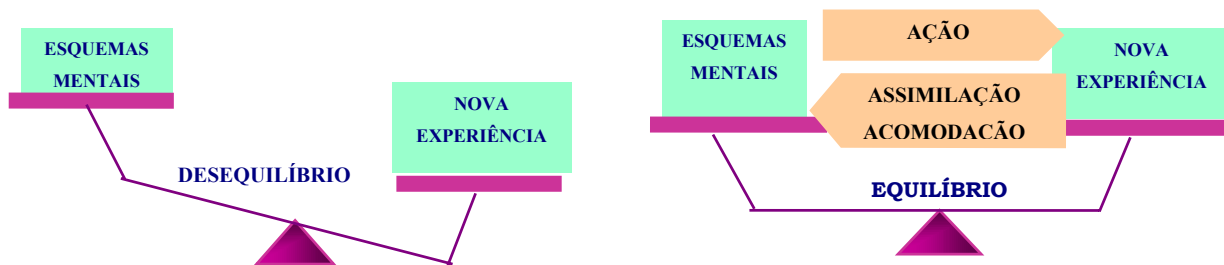 ESQUEMAS
MENTAIS
NOVA
EXPERIÊNCIA
DESEQUILÍBRIO
ESQUEMAS
MENTAIS
AÇÃO
NOVA
EXPERIÊNCIA
ASSIMILAÇÃO
ACOMODACÃO
EQUILÍBRIO